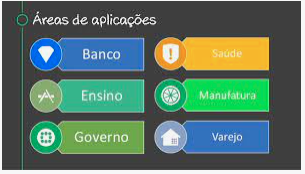 Áreas de aplicações
Banco
Saúde
Ensino
Manufatura
Governo
Varejo